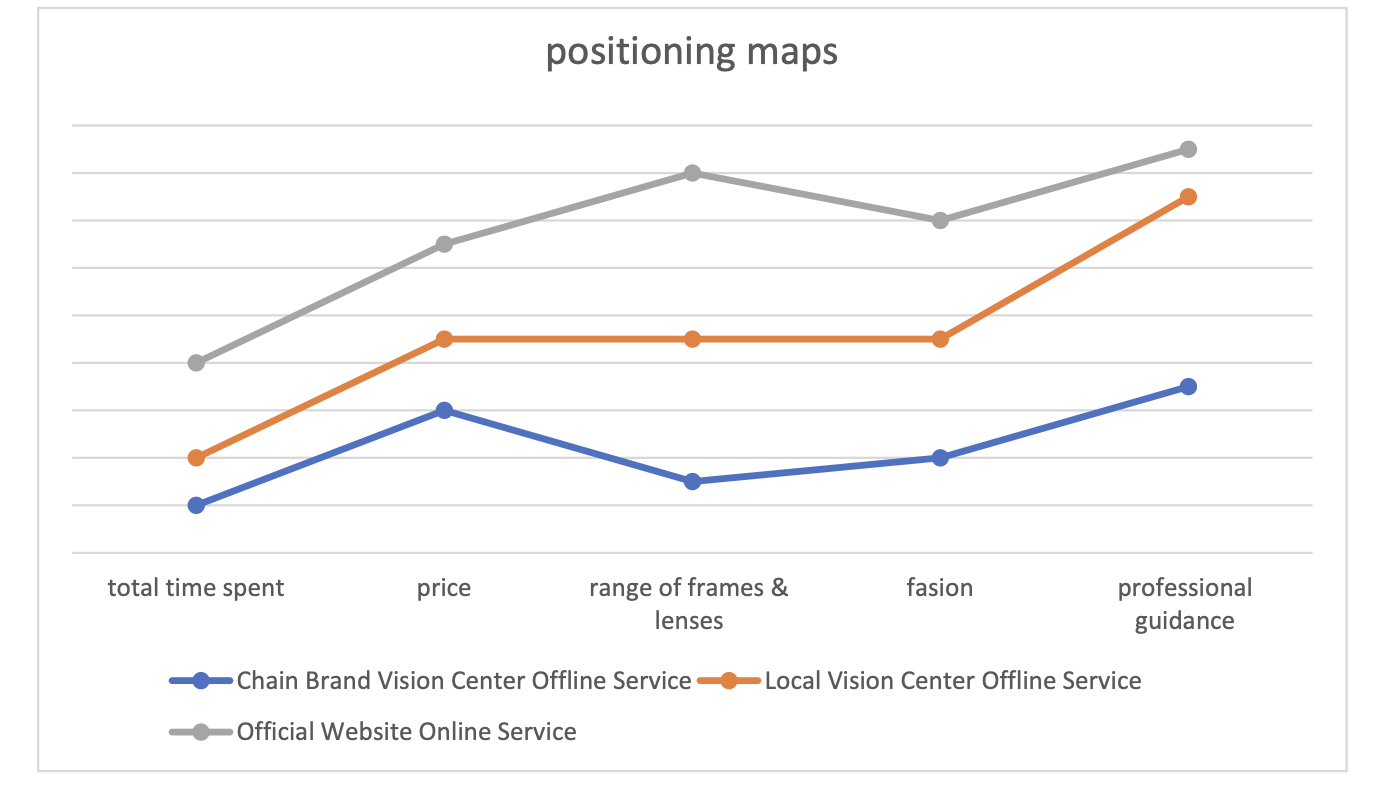 positioning maps
total time spent
price
range of frames &
lenses
fasion
professional
guidance
Chain Brand Vision Center Offline Service
Local Vision Center Offline Service
Official Website Online Service